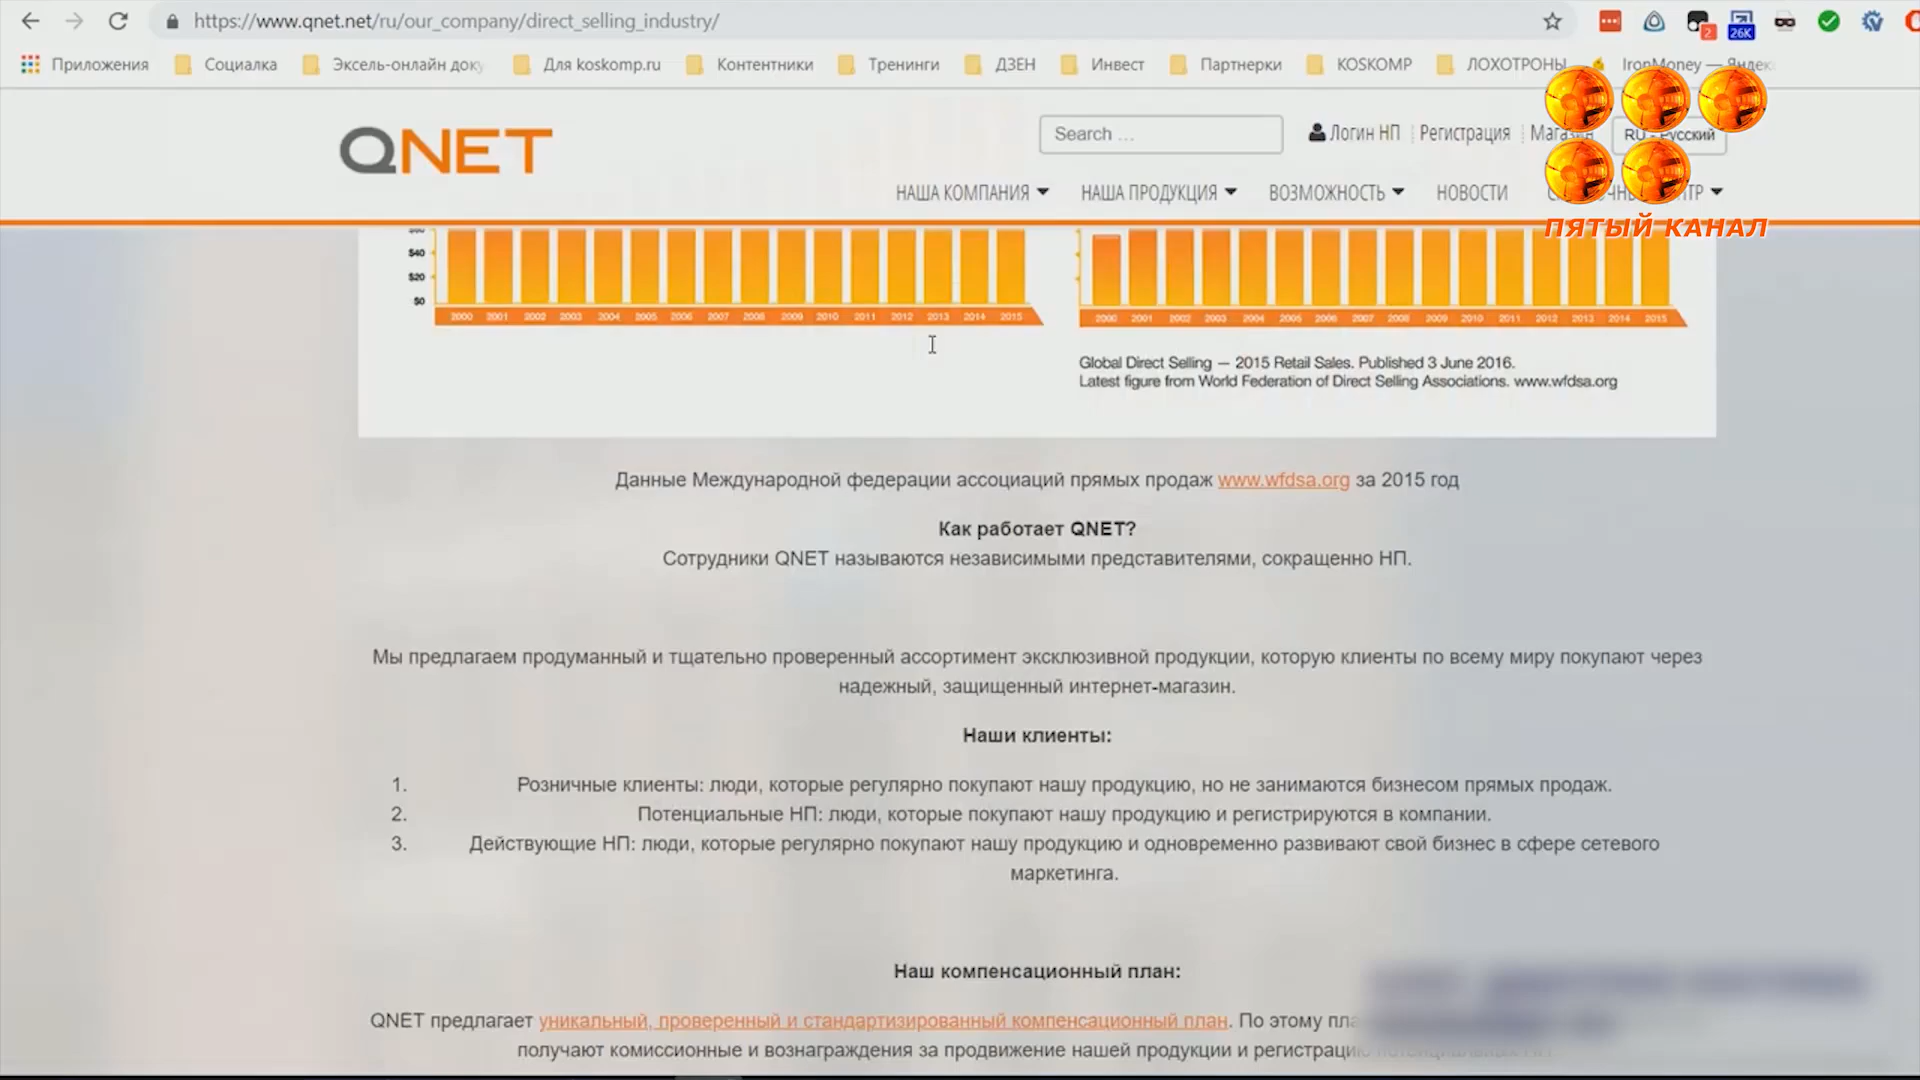 https://www.qnet.net/ru/our_company/direct_selling_industry/
2
26K
Приложения Социалка Эксель-онлайн доку Для koskomp.ru Контентники Тренинги ДЗЕН Инвест Партнерки KOSKOMP ЛОХОТРОНЫ IronMoney — Яндек
QNET
Search ...
Логин НП Регистрация Магазин RU - Русский
НАША КОМПАНИЯ НАША ПРОДУКЦИЯ ВОЗМОЖНОСТЬ НОВОСТИ
ПЯТЫЙ КАНАЛ
$40
$20
$0
2000 2001 2002 2003 2004 2005 2006 2007 2008 2009 2010 2011 2012 2013 2014 2015
2000 2001 2002 2003 2004 2005 2006 2007 2008 2009 2010 2011 2012 2013 2014 2015
Global Direct Selling — 2015 Retail Sales. Published 3 June 2016.
Latest figure from World Federation of Direct Selling Associations. www.wfdsa.org
Данные Международной федерации ассоциаций прямых продаж www.wfdsa.org за 2015 год
Как работает QNET?
Сотрудники QNET называются независимыми представителями, сокращенно НП.
Мы предлагаем продуманный и тщательно проверенный ассортимент эксклюзивной продукции, которую клиенты по всему миру покупают через
надежный, защищенный интернет-магазин.
Наши клиенты:
1. Розничные клиенты: люди, которые регулярно покупают нашу продукцию, но не занимаются бизнесом прямых продаж.
2. Потенциальные НП: люди, которые покупают нашу продукцию и регистрируются в компании.
3. Действующие НП: люди, которые регулярно покупают нашу продукцию и одновременно развивают свой бизнес в сфере сетевого
маркетинга.
Наш компенсационный план:
QNET предлагает уникальный, проверенный и стандартизированный компенсационный план. По этому
получают комиссионные и вознаграждения за продвижение нашей продукции и